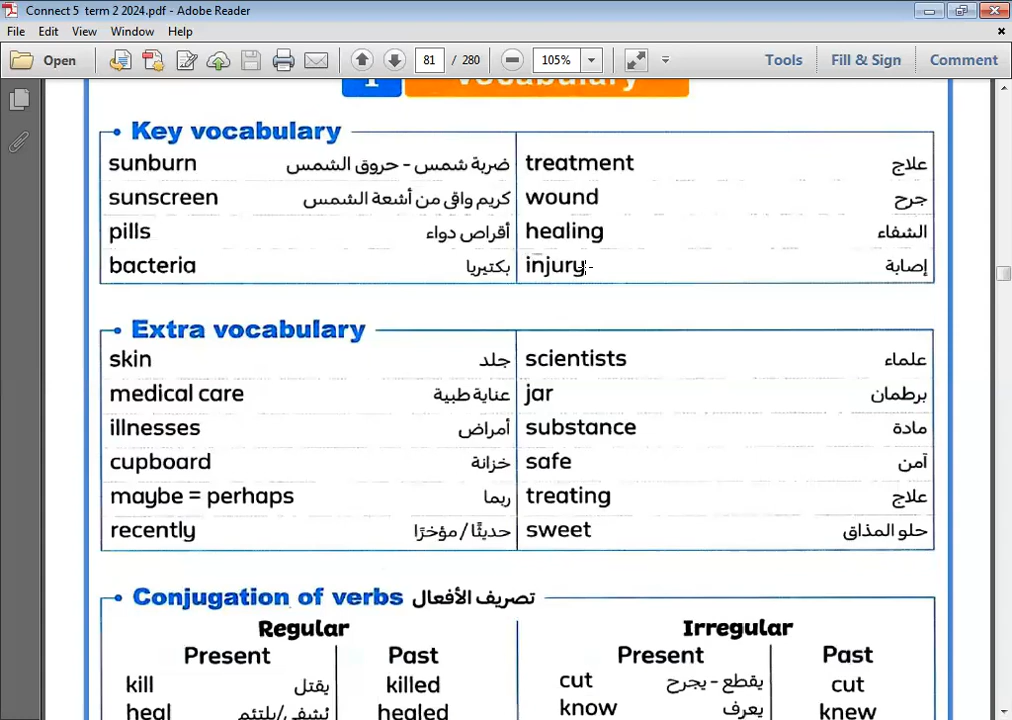 Connect 5 term 2 2024.pdf - Adobe Reader
File Edit View Window Help
Open 81 / 280 105% Tools Fill & Sign Comment
1 Vocabulary
Key vocabulary
sunburn ضربة شمس - حروق الشمس treatment علاج
sunscreen كريم واقى من أشعة الشمس wound جرح
pills أقراص دواء healing الشفاء
bacteria بكتيريا injury إصابة
Extra vocabulary
skin جلد scientists علماء
medical care عناية طبية jar برطمان
illnesses أمراض substance مادة
cupboard خزانة safe آمن
maybe = perhaps ربما treating علاج
recently حديثًا / مؤخرًا sweet حلو المذاق
Conjugation of verbs تصريف الأفعال
Regular Irregular
Present Past Present Past
kill يقتل killed cut يقطع - يجرح cut
heal يُشفى/يلتئم healed know يعرف knew